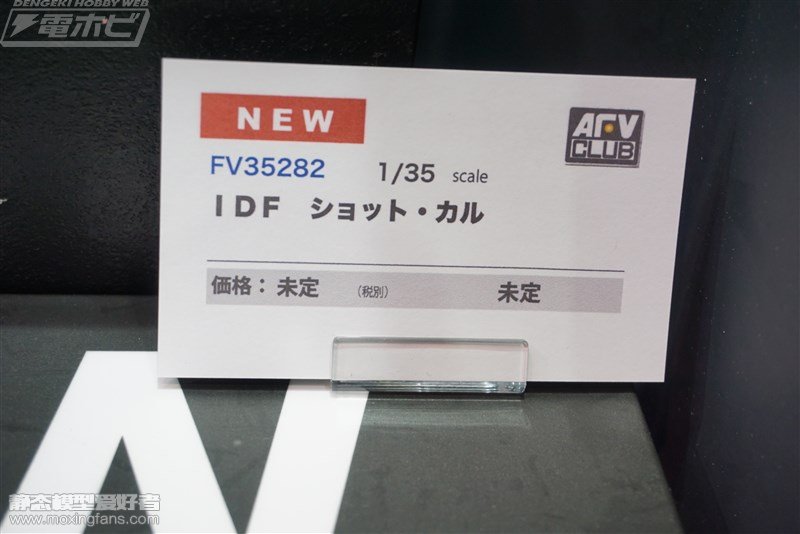 DENGEKI HOBBY WEB
電ホビ
NEW
AFV
CLUB
FV35282 1/35 scale
IDF ショット・カル
価格：未定 （税別） 未定
静态模型爱好者
www.moxingfans.com